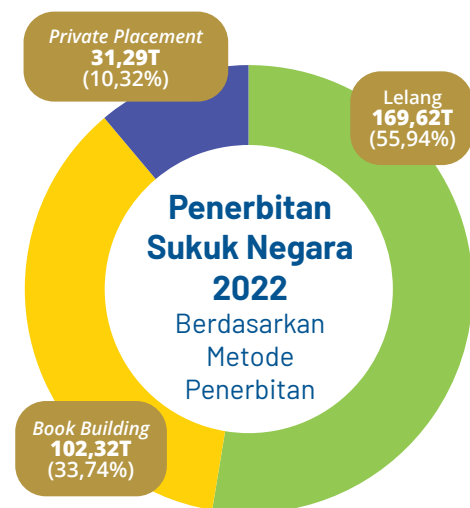 Private Placement
31,29T
(10,32%)
Lelang
169,62T
(55,94%)
Penerbitan
Sukuk Negara
2022
Berdasarkan
Metode
Penerbitan
Book Building
102,32T
(33,74%)